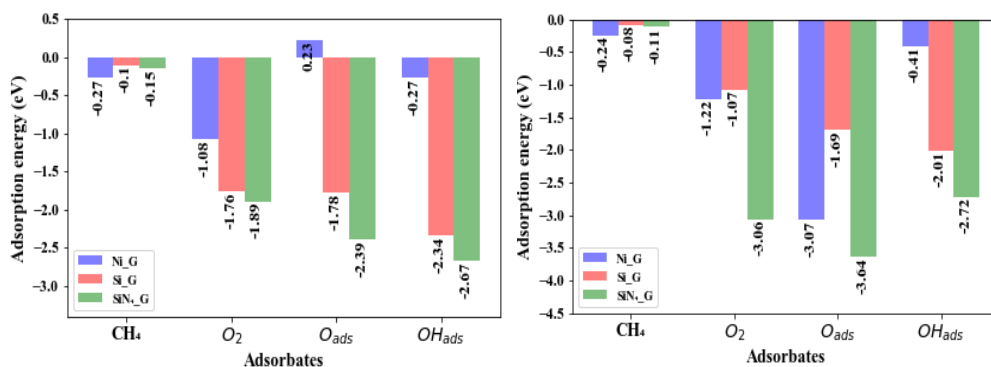 Adsorption energy (eV)
0.5
0.0
−0.5
−1.0
−1.5
−2.0
−2.5
−3.0
-0.27
-0.1
-0.15
-1.08
-1.76
-1.89
0.23
-1.78
-2.39
-0.27
-2.34
-2.67
Ni_G
Si_G
SiN₄_G
CH₄
O₂
O_ads
OH_ads
Adsorbates
Adsorption energy (eV)
0.0
−0.5
−1.0
−1.5
−2.0
−2.5
−3.0
−3.5
−4.0
−4.5
-0.24
-0.08
-0.11
-1.22
-1.07
-3.06
-3.07
-1.69
-3.64
-0.41
-2.01
-2.72
Ni_G
Si_G
SiN₄_G
CH₄
O₂
O_ads
OH_ads
Adsorbates